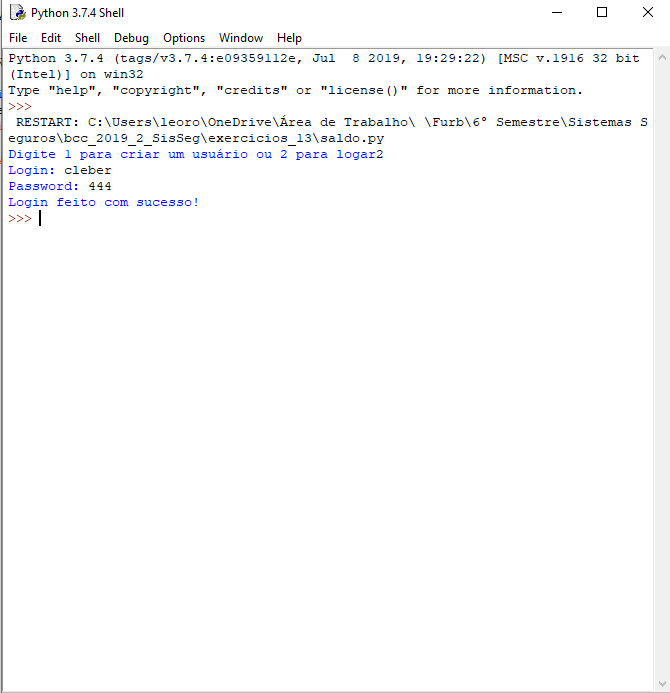 Python 3.7.4 Shell
File Edit Shell Debug Options Window Help
Python 3.7.4 (tags/v3.7.4:e09359112e, Jul  8 2019, 19:29:22) [MSC v.1916 32 bit
(Intel)] on win32
Type "help", "copyright", "credits" or "license()" for more information.
>>>
 RESTART: C:\Users\leoro\OneDrive\Área de Trabalho\ \Furb\6° Semestre\Sistemas S
eguros\bcc_2019_2_SisSeg\exercicios_13\saldo.py
Digite 1 para criar um usuário ou 2 para logar2
Login: cleber
Password: 444
Login feito com sucesso!
>>>